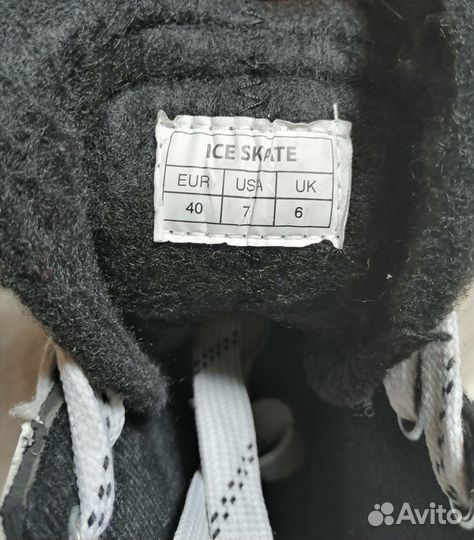 ICE SKATE
EUR USA UK
40 7 6
Avito